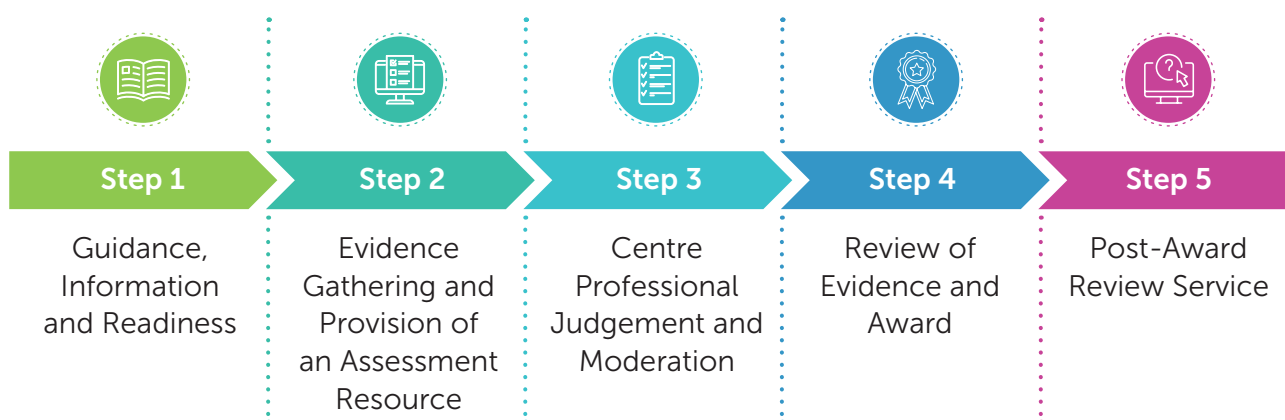 Step 1
Step 2
Step 3
Step 4
Step 5
Guidance,
Information
and Readiness
Evidence
Gathering and
Provision of
an Assessment
Resource
Centre
Professional
Judgement and
Moderation
Review of
Evidence and
Award
Post-Award
Review Service